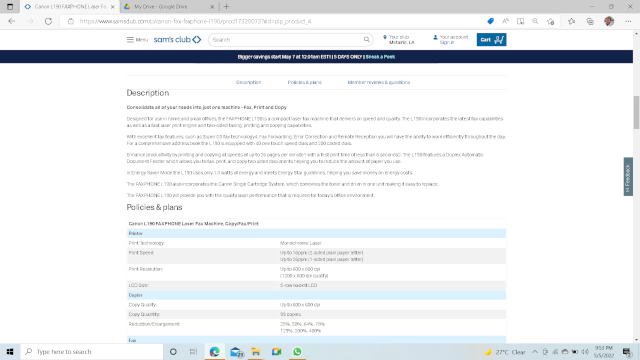 Canon L190 FAXPHONE L Laser Fax
My Drive - Google Drive
https://www.samsclub.com/s/canon-fax-faxphone-l190/prod17320973?xid=plp_product_4
Menu
sam's club
Search
Your club
Metairie, LA
Your account
Sign in
Cart
Bigger savings start May 7 at 12:01am EST! | 5 DAYS ONLY | Sneak a Peek
Description
Policies & plans
Member reviews & questions
Description
Consolidate all of your needs into just one machine - Fax, Print and Copy
Designed for use in home and small offices, the FAXPHONE L190 is a compact laser fax machine that delivers on speed and quality. The L190 incorporates the latest fax capabilities
as well as a fast laser print engine and two-sided faxing, printing and copying capabilities.
With excellent fax features, such as Super G3 fax technology, Fax Forwarding, Error Correction and Remote Reception you will have the ability to work efficiently throughout the day.
For a comprehensive address book the L190 is equipped with 40 one touch speed dials and 200 coded dials.
Enhance productivity by printing and copying at speeds of up to 26 pages per minute with a first print time of less than 6 seconds. The L190 features a Duplex Automatic
Document Feeder which allows you to fax, print, and copy two-sided documents helping you to reduce the amount of paper you use.
In Energy Saver Mode the L190 uses only 1.3 watts of energy and meets Energy Star guidelines, helping you save money on energy costs.
The FAXPHONE L190 also incorporates the Canon Single Cartridge System, which combines the toner and drum in one unit making it easy to replace.
The FAXPHONE L190 will provide you with the quality laser performance that is required for today's office environment.
Policies & plans
Canon L190 FAXPHONE Laser Fax Machine, Copy/Fax/Print
Printer
Print Technology: Monochrome Laser
Print Speed: Up to 16ppm (2-sided plain paper letter)
Up to 26ppm (1-sided plain paper letter)
Print Resolution: Up to 600 x 600 dpi
(1200 x 600 dpi quality)
LCD Size: 5-row backlit LCD
Copier
Copy Quality: Up to 600 x 600 dpi
Copy Quantity: 99 copies
Reduction/Enlargement: 25%, 50%, 64%, 78%
129%, 200%, 400%
Fax
Feedback
Type here to search
27°C Clear
9:53 PM
5/5/2022